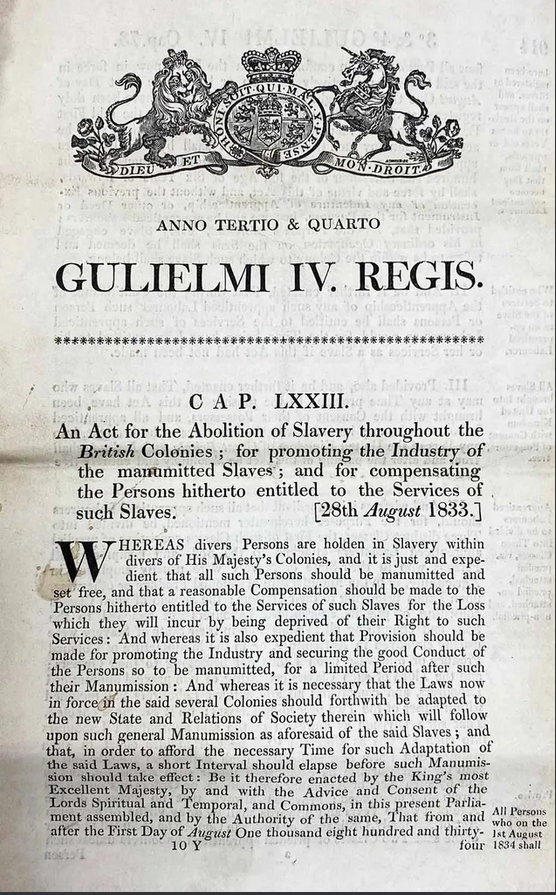 HONI·SOIT·QUI·MAL·Y·PENSE
DIEU ET MON·DROIT
ANNO TERTIO & QUARTO
GULIELMI IV. REGIS.
**********************************************
CAP. LXXIII.
An Act for the Abolition of Slavery throughout the
British Colonies ; for promoting the Industry of
the manumitted Slaves ; and for compensating
the Persons hitherto entitled to the Services of
such Slaves. [28th August 1833.]
WHEREAS divers Persons are holden in Slavery within
divers of His Majesty's Colonies, and it is just and expe-
dient that all such Persons should be manumitted and
set free, and that a reasonable Compensation should be made to the
Persons hitherto entitled to the Services of such Slaves for the Loss
which they will incur by being deprived of their Right to such
Services : And whereas it is also expedient that Provision should be
made for promoting the Industry and securing the good Conduct of
the Persons so to be manumitted, for a limited Period after such
their Manumission : And whereas it is necessary that the Laws now
in force in the said several Colonies should forthwith be adapted to
the new State and Relations of Society therein which will follow
upon such general Manumission as aforesaid of the said Slaves ; and
that, in order to afford the necessary Time for such Adaptation of
the said Laws, a short Interval should elapse before such Manumis-
sion should take effect : Be it therefore enacted by the King's most
Excellent Majesty, by and with the Advice and Consent of the
Lords Spiritual and Temporal, and Commons, in this present Parlia-
ment assembled, and by the Authority of the same, That from and
after the First Day of August One thousand eight hundred and thirty-
10 Y four
All Persons
who on the
1st August
1834 shall